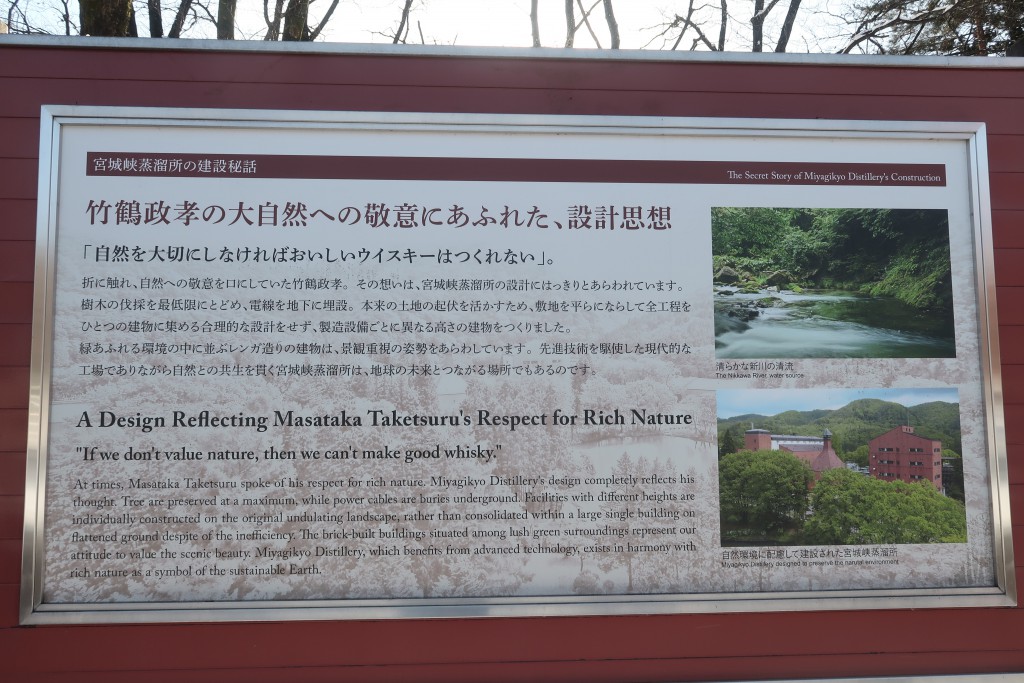 宮城峡蒸溜所の建設秘話
The Secret Story of Miyagikyo Distillery's Construction
竹鶴政孝の大自然への敬意にあふれた、設計思想
「自然を大切にしなければおいしいウイスキーはつくれない」。
折に触れ、自然への敬意を口にしていた竹鶴政孝。その想いは、宮城峡蒸溜所の設計にはっきりとあらわれています。
樹木の伐採を最低限にとどめ、電線を地下に埋設。本来の土地の起伏を活かすため、敷地を平らにならして全工程を
ひとつの建物に集める合理的な設計をせず、製造設備ごとに異なる高さの建物をつくりました。
緑あふれる環境の中に並ぶレンガ造りの建物は、景観重視の姿勢をあらわしています。先進技術を駆使した現代的な
工場でありながら自然との共生を貫く宮城峡蒸溜所は、地球の未来とつながる場所でもあるのです。
A Design Reflecting Masataka Taketsuru's Respect for Rich Nature
"If we don't value nature, then we can't make good whisky."
At times, Masataka Taketsuru spoke of his respect for rich nature. Miyagikyo Distillery's design completely reflects his
thought. Tree are preserved at a maximum, while power cables are buries underground. Facilities with different heights are
individually constructed on the original undulating landscape, rather than consolidated within a large single building on
flattened ground despite of the inefficiency. The brick-built buildings situated among lush green surroundings represent our
attitude to value the scenic beauty. Miyagikyo Distillery, which benefits from advanced technology, exists in harmony with
rich nature as a symbol of the sustainable Earth.
清らかな新川の清流
The Nikkawa River, water source
自然環境に配慮して建設された宮城峡蒸溜所
Miyagikyo Distillery designed to preserve the narutal environment